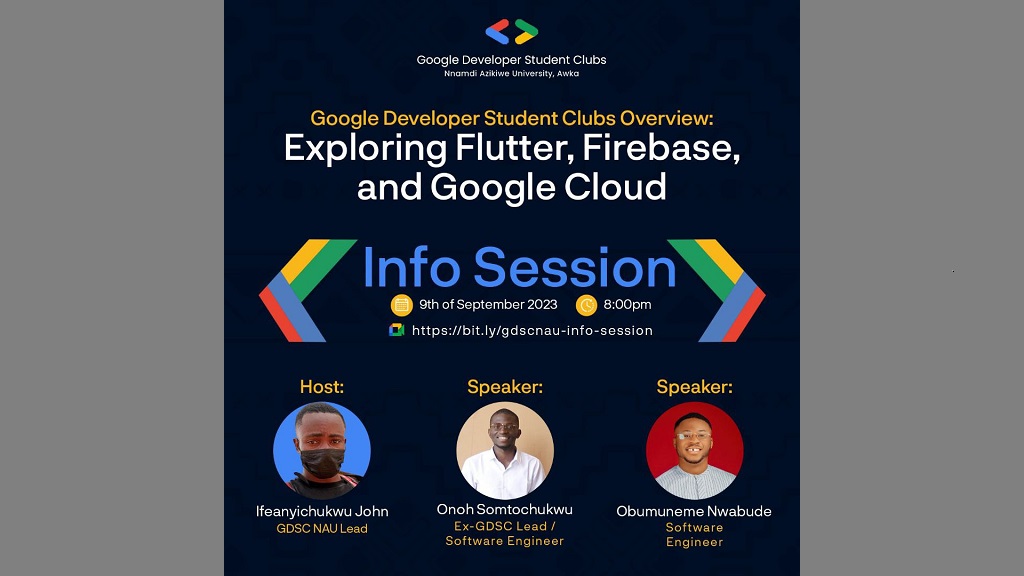 Google Developer Student Clubs
Nnamdi Azikiwe University, Awka
Google Developer Student Clubs Overview:
Exploring Flutter, Firebase,
and Google Cloud
Info Session
9th of September 2023 8:00pm
https://bit.ly/gdscnau-info-session
Host: Speaker: Speaker:
Ifeanyichukwu John Onoh Somtochukwu Obumuneme Nwabude
GDSC NAU Lead Ex-GDSC Lead / Software
Software Engineer Engineer